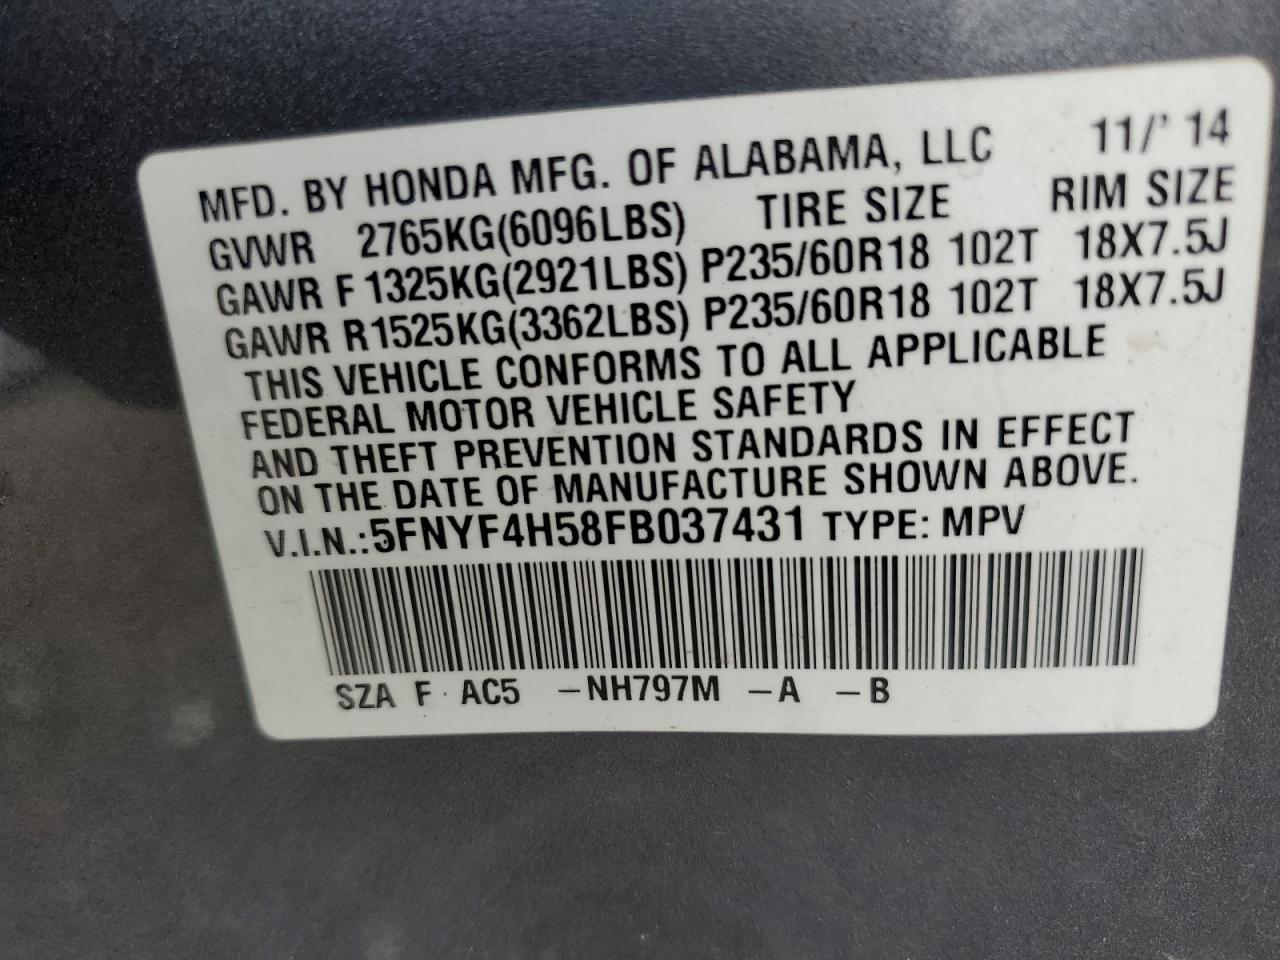 MFD. BY HONDA MFG. OF ALABAMA, LLC 11/' 14
GVWR 2765KG(6096LBS) TIRE SIZE RIM SIZE
GAWR F 1325KG(2921LBS) P235/60R18 102T 18X7.5J
GAWR R1525KG(3362LBS) P235/60R18 102T 18X7.5J
THIS VEHICLE CONFORMS TO ALL APPLICABLE
FEDERAL MOTOR VEHICLE SAFETY
AND THEFT PREVENTION STANDARDS IN EFFECT
ON THE DATE OF MANUFACTURE SHOWN ABOVE.
V.I.N.:5FNYF4H58FB037431 TYPE: MPV
SZA F AC5 -NH797M -A -B